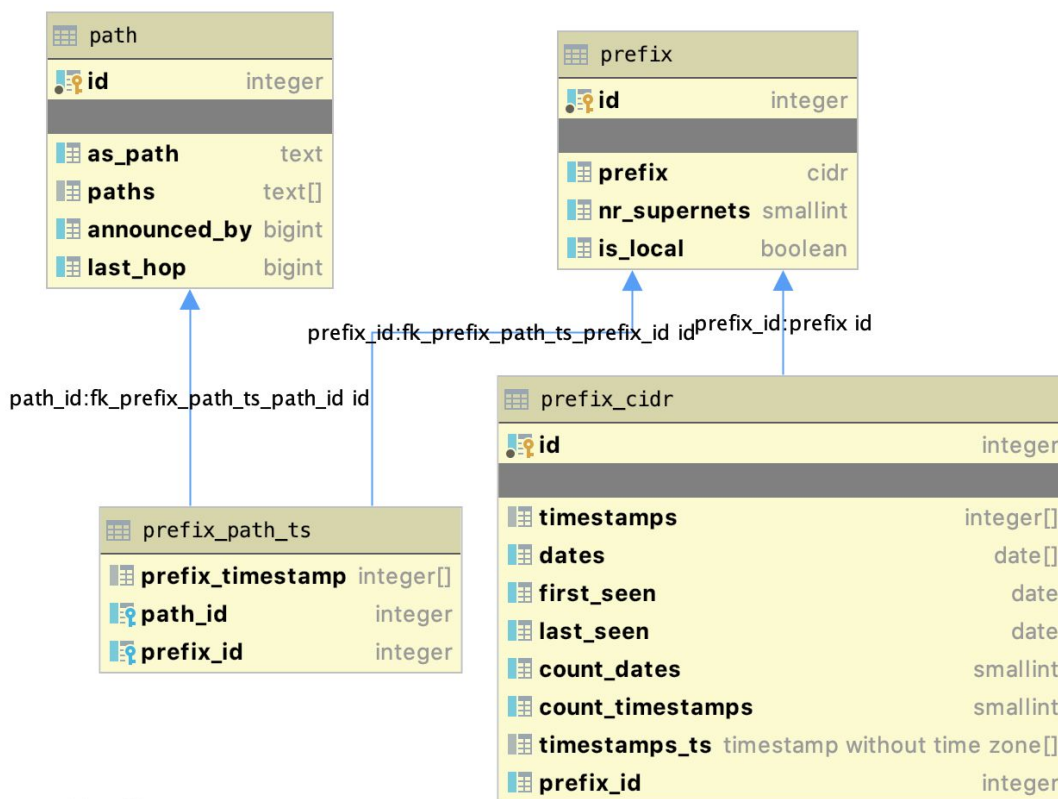 path
id integer
as_path text
paths text[]
announced_by bigint
last_hop bigint
prefix
id integer
prefix cidr
nr_supernets smallint
is_local boolean
prefix_id:fk_prefix_path_ts_prefix_id id
prefix_id:prefix id
path_id:fk_prefix_path_ts_path_id id
prefix_path_ts
prefix_timestamp integer[]
path_id integer
prefix_id integer
prefix_cidr
id integer
timestamps integer[]
dates date[]
first_seen date
last_seen date
count_dates smallint
count_timestamps smallint
timestamps_ts timestamp without time zone[]
prefix_id integer